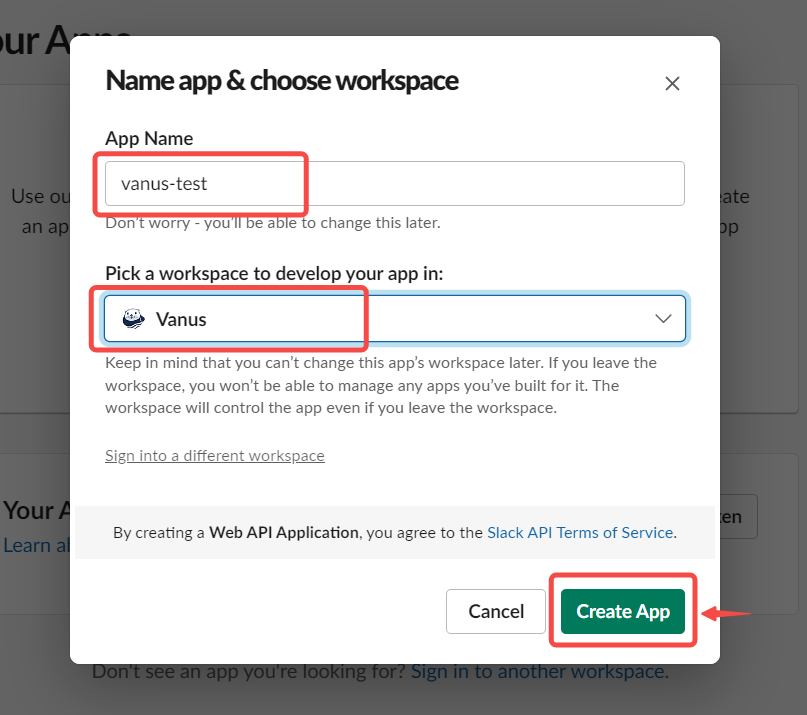 our Apps
Name app & choose workspace
App Name
vanus-test
Use ou
eate
an ap
pp
Don't worry - you'll be able to change this later.
Pick a workspace to develop your app in:
Vanus
Keep in mind that you can't change this app's workspace later. If you leave the
workspace, you won't be able to manage any apps you've built for it. The
workspace will control the app even if you leave the workspace.
Sign into a different workspace
Your A
ken
Learn al
By creating a Web API Application, you agree to the Slack API Terms of Service.
Cancel
Create App
Don't see an app you're looking for? Sign in to another workspace.